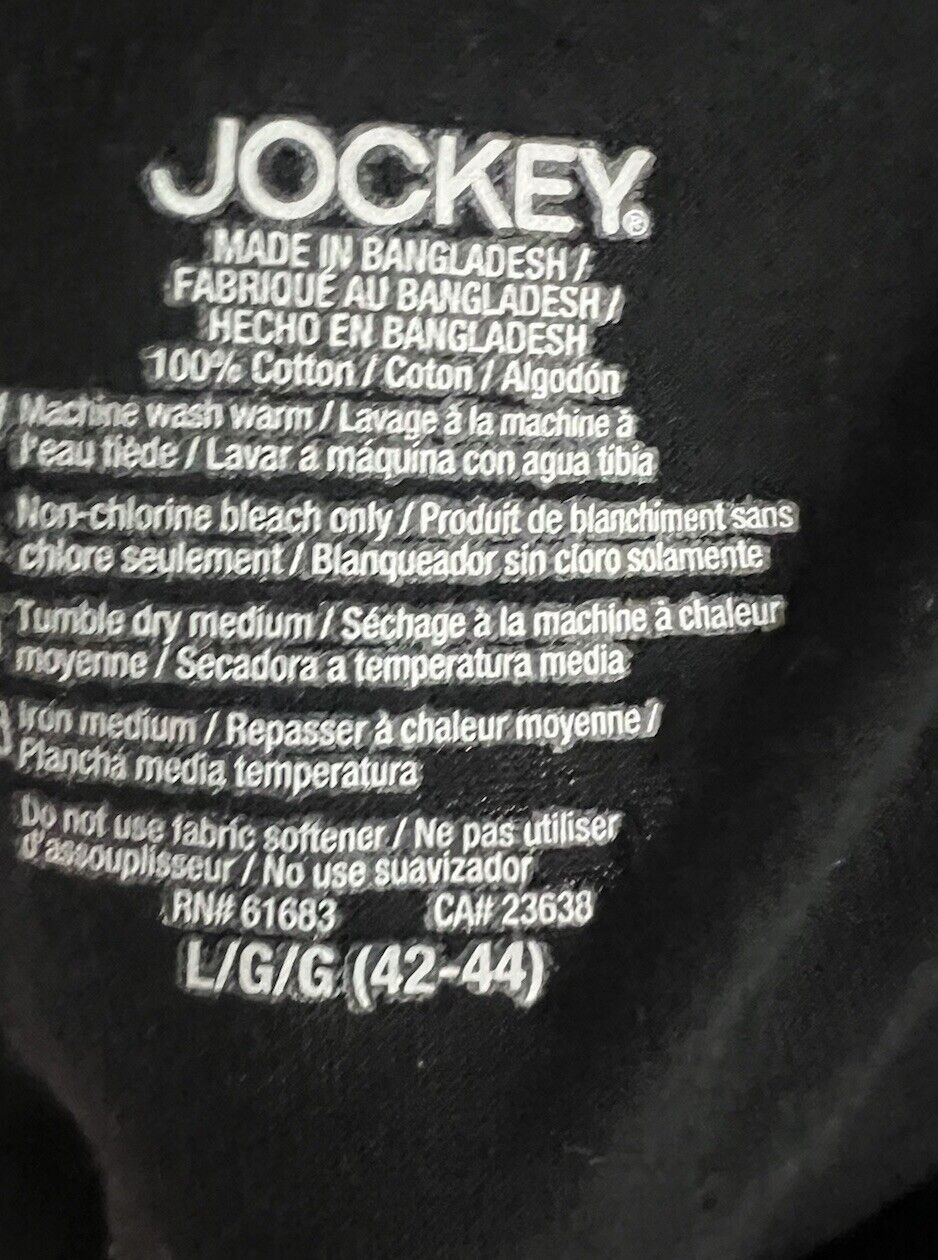 JOCKEY®
MADE IN BANGLADESH /
FABRIQUÉ AU BANGLADESH /
HECHO EN BANGLADESH
100% Cotton / Coton / Algodón
Machine wash warm / Lavage à la machine à
l'eau tiède / Lavar a máquina con agua tibia
Non-chlorine bleach only / Produit de blanchiment sans
chlore seulement / Blanqueador sin cloro solamente
Tumble dry medium / Séchage à la machine à chaleur
moyenne / Secadora a temperatura media
Iron medium / Repasser à chaleur moyenne /
Plancha media temperatura
Do not use fabric softener / Ne pas utiliser
d'assouplisseur / No use suavizador
RN# 61683 CA# 23638
L/G/G (42-44)